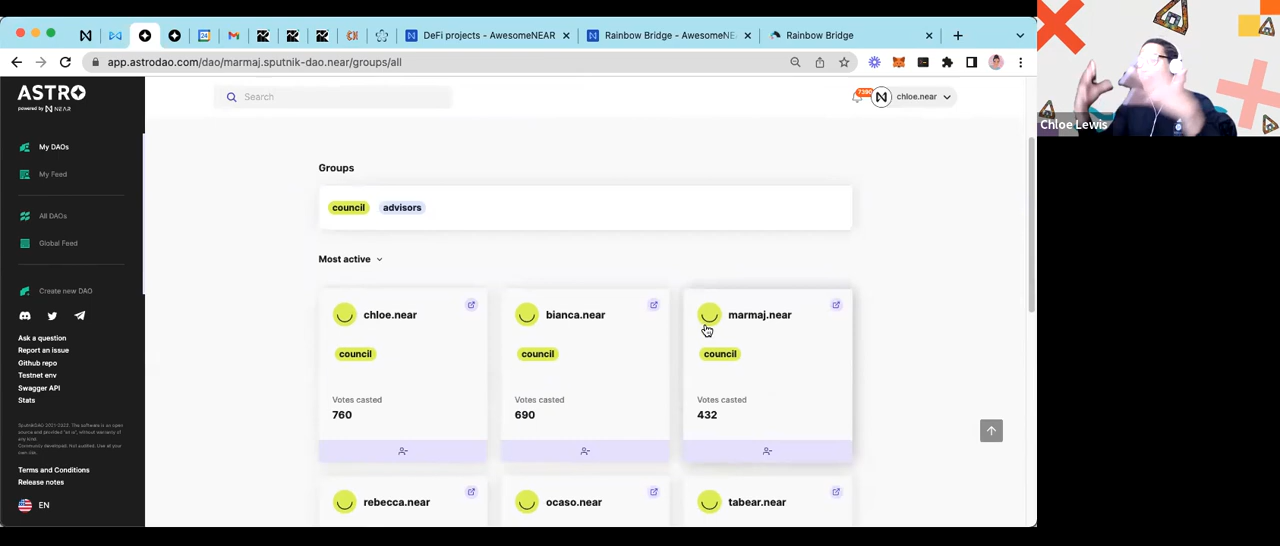 DeFi projects - AwesomeNEAR
Rainbow Bridge - AwesomeNE
Rainbow Bridge
app.astrodao.com/dao/marmaj.sputnik-dao.near/groups/all
ASTRO
powered by NEAR
Search
7390
chloe.near
Chloe Lewis
My DAOs
My Feed
All DAOs
Global Feed
Create new DAO
Ask a question
Report an issue
Github repo
Testnet env
Swagger API
Stats
Terms and Conditions
Release notes
EN
Groups
council advisors
Most active
chloe.near
council
Votes casted
760
bianca.near
council
Votes casted
690
marmaj.near
council
Votes casted
432
rebecca.near
ocaso.near
tabear.near